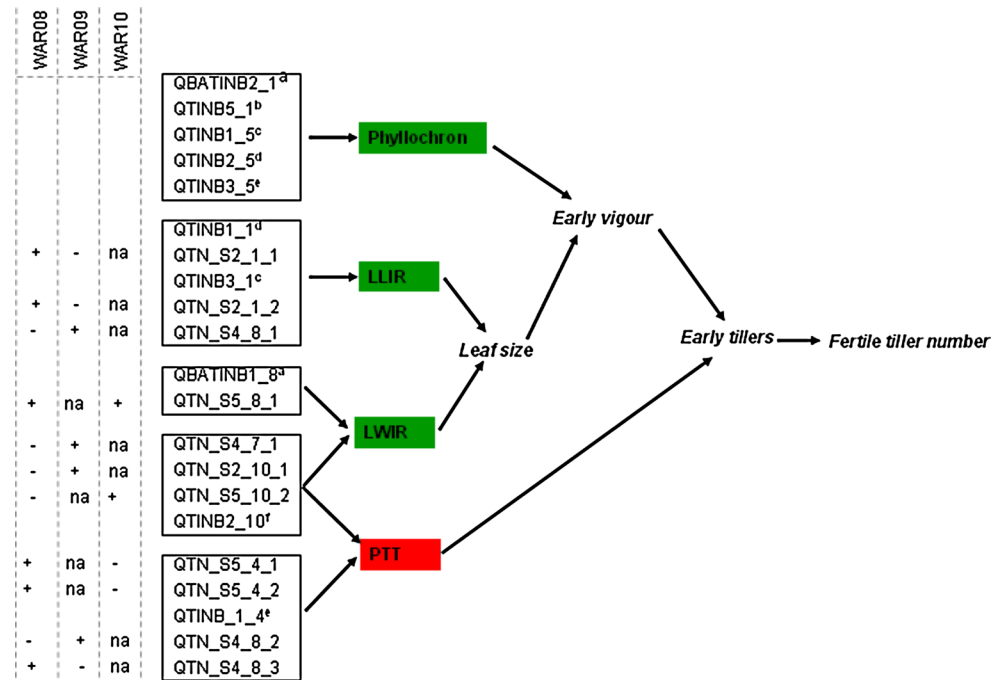 WAR08 WAR09 WAR10
QBATINB2_1a
QTINB5_1b
QTINB1_5c
QTINB2_5d
QTINB3_5e
Phyllochron
Early vigour
QTINB1_1d
+ - na QTN_S2_1_1
QTINB3_1c
+ - na QTN_S2_1_2
- + na QTN_S4_8_1
LLIR
Leaf size
Early tillers
Fertile tiller number
QBATINB1_8a
+ na + QTN_S5_8_1
LWIR
- + na QTN_S4_7_1
- + na QTN_S2_10_1
- na + QTN_S5_10_2
QTINB2_10f
PTT
+ na - QTN_S5_4_1
+ na - QTN_S5_4_2
QTINB_1_4e
- + na QTN_S4_8_2
+ - na QTN_S4_8_3